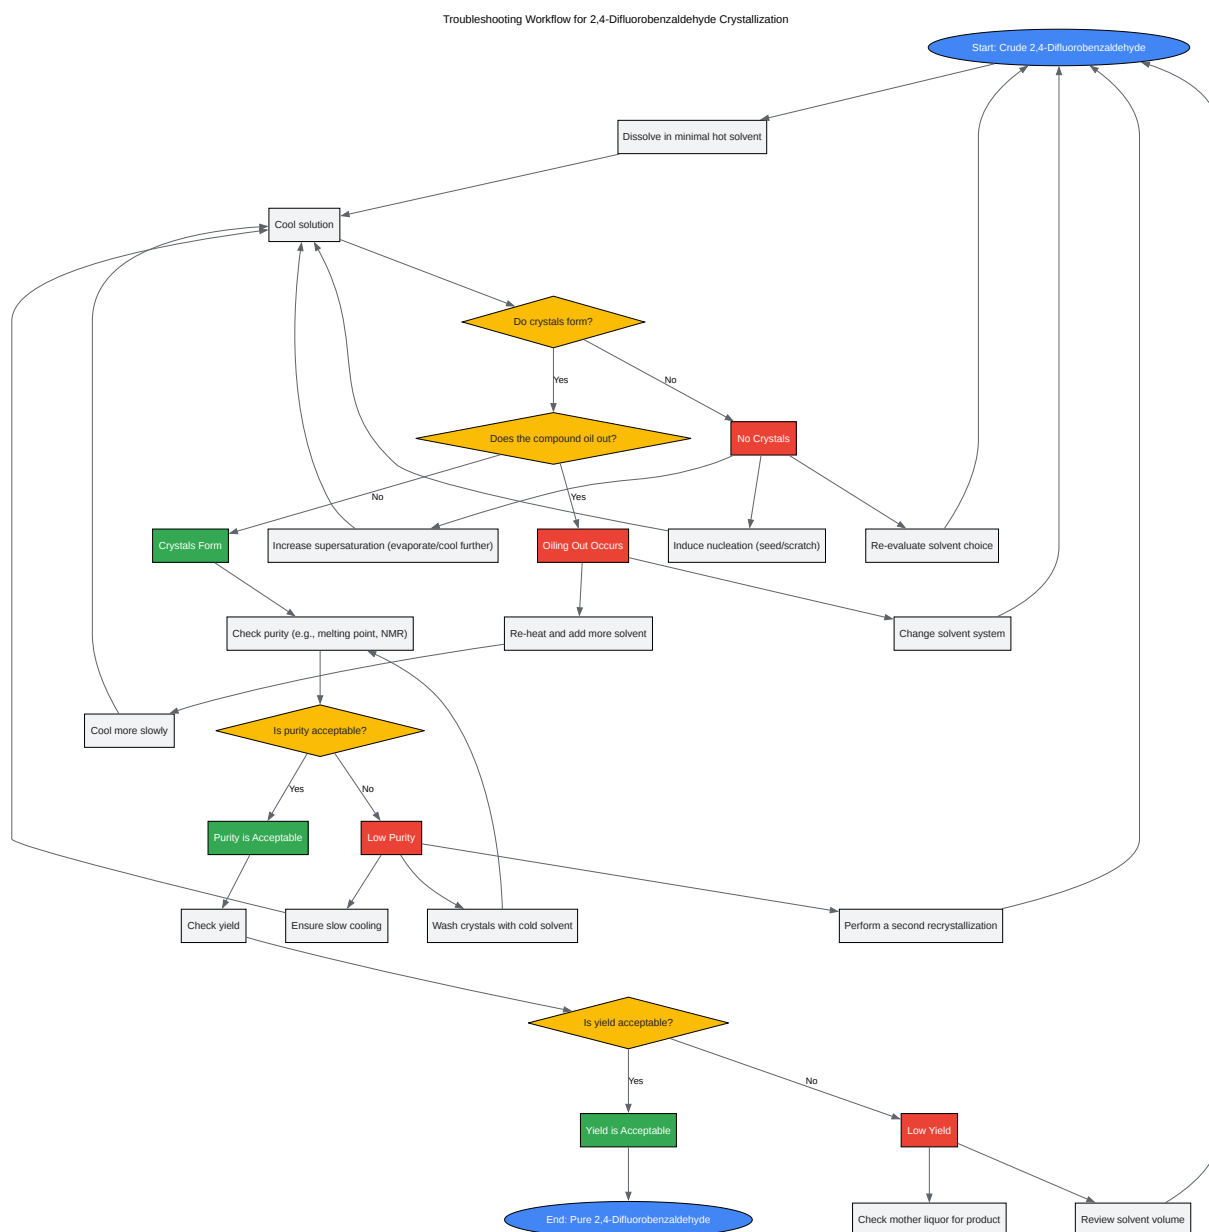 Troubleshooting Workflow for 2,4-Difluorobenzaldehyde Crystallization
Start: Crude 2,4-Difluorobenzaldehyde
Dissolve in minimal hot solvent
Cool solution
Do crystals form?
Yes
No
Does the compound oil out?
No Crystals
No
Yes
Crystals Form
Increase supersaturation (evaporate/cool further)
Oiling Out Occurs
Induce nucleation (seed/scratch)
Re-evaluate solvent choice
Check purity (e.g., melting point, NMR)
Re-heat and add more solvent
Change solvent system
Cool more slowly
Is purity acceptable?
Yes
No
Purity is Acceptable
Low Purity
Check yield
Ensure slow cooling
Wash crystals with cold solvent
Perform a second recrystallization
Is yield acceptable?
Yes
No
Yield is Acceptable
Low Yield
End: Pure 2,4-Difluorobenzaldehyde
Check mother liquor for product
Review solvent volume